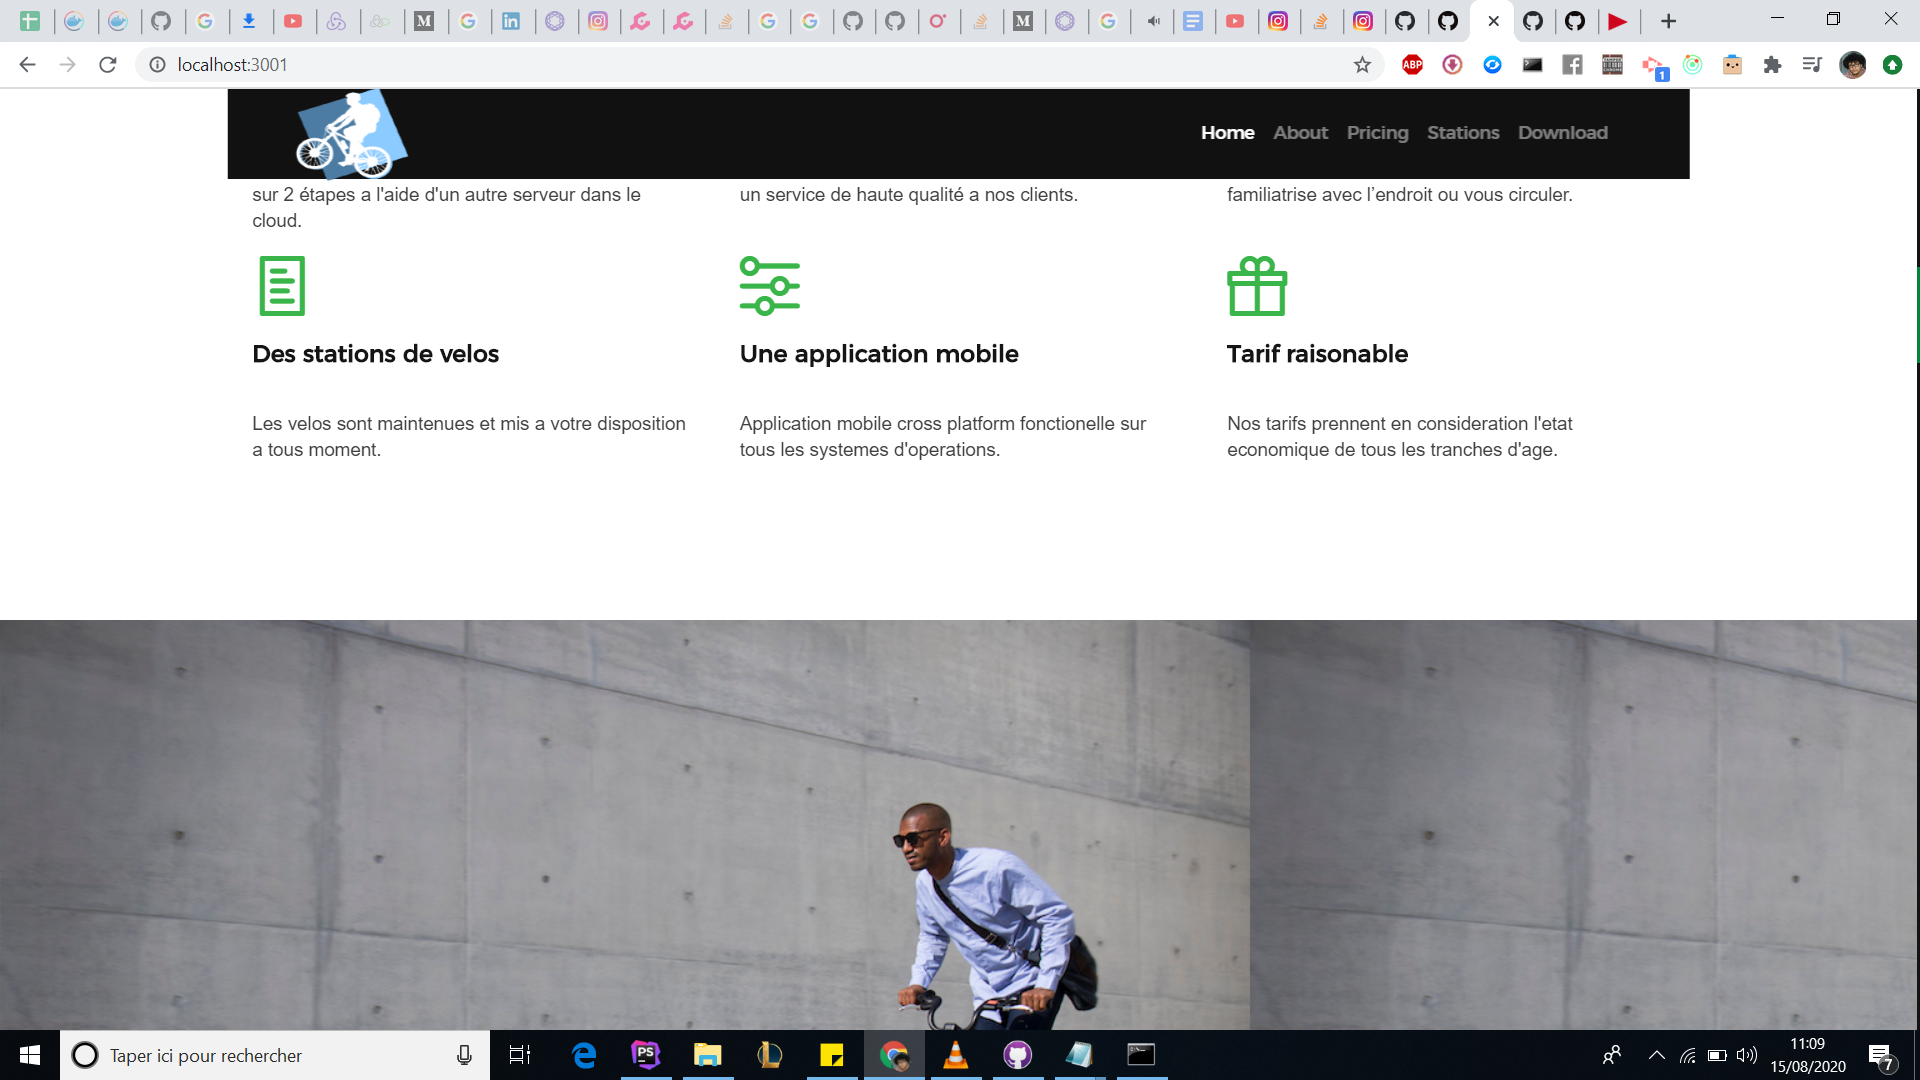 localhost:3001
ABP
1
Home About Pricing Stations Download
sur 2 étapes a l'aide d'un autre serveur dans le
cloud.
un service de haute qualité a nos clients.
familiatrise avec l’endroit ou vous circuler.
Des stations de velos
Une application mobile
Tarif raisonable
Les velos sont maintenues et mis a votre disposition
a tous moment.
Application mobile cross platform fonctionelle sur
tous les systemes d'operations.
Nos tarifs prennent en consideration l'etat
economique de tous les tranches d'age.
Taper ici pour rechercher
PS
11:09
15/08/2020
7